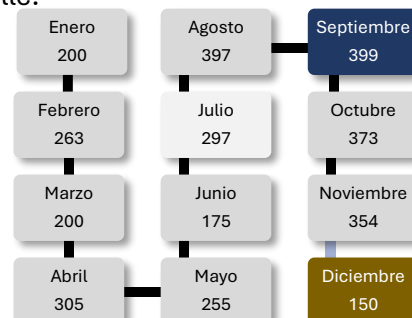 Enero
200
Febrero
263
Marzo
200
Abril
305
Mayo
255
Junio
175
Julio
297
Agosto
397
Septiembre
399
Octubre
373
Noviembre
354
Diciembre
150